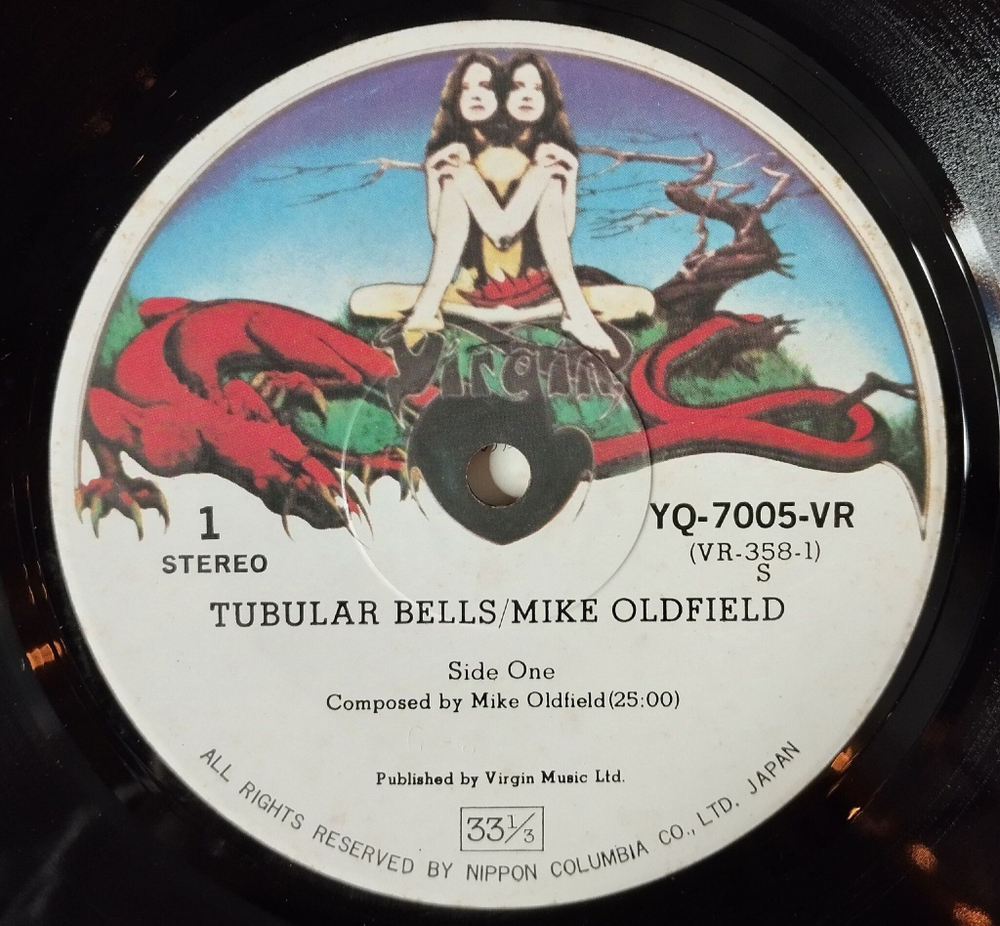 Virgin
1
STEREO
YQ-7005-VR
(VR-358-1)
S
TUBULAR BELLS/MIKE OLDFIELD
Side One
Composed by Mike Oldfield(25:00)
Published by Virgin Music Ltd.
33⅓
ALL RIGHTS RESERVED BY NIPPON COLUMBIA CO., LTD. JAPAN